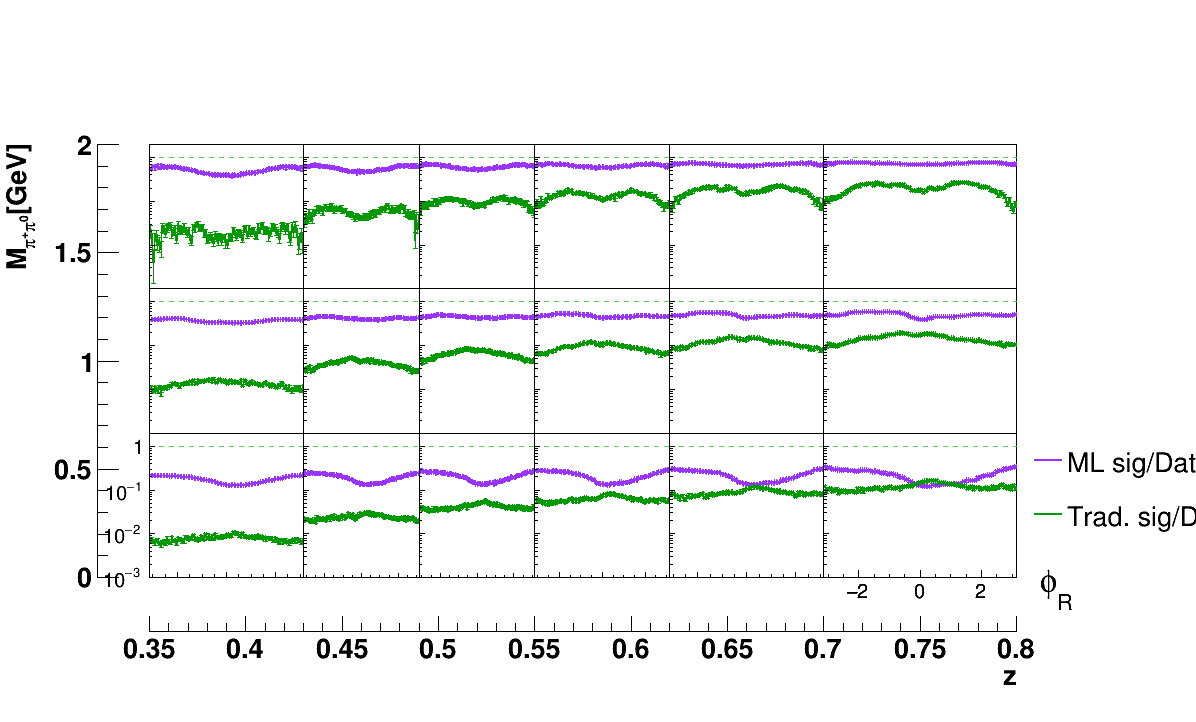 M_{π⁺π⁰} [GeV]
2
1.5
1
0.5
0
1
10⁻¹
10⁻²
10⁻³
−2 0 2
ϕ_R
ML sig/Dat
Trad. sig/D
0.35 0.4 0.45 0.5 0.55 0.6 0.65 0.7 0.75 0.8
z